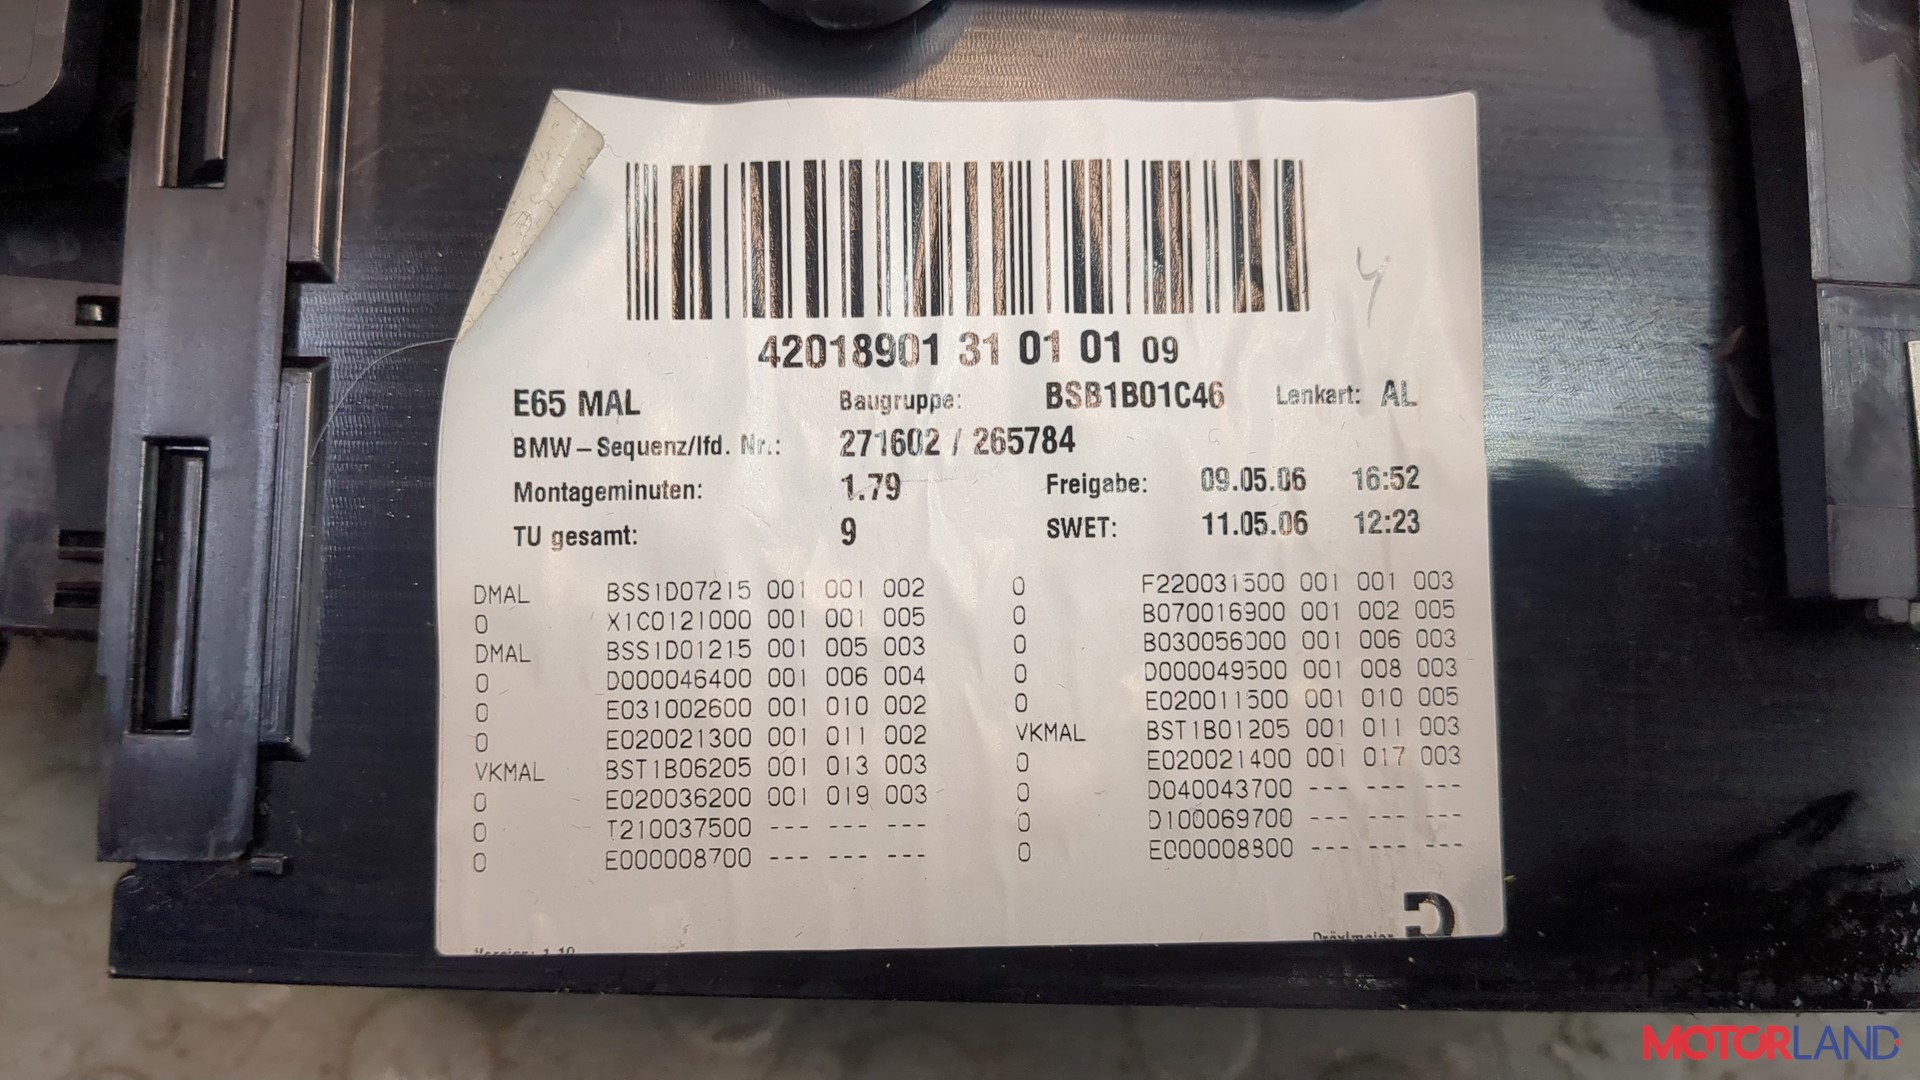 42018901 31 01 01 09
E65 MAL Baugruppe: BSB1B01C46 Lenkart: AL
BMW-Sequenz/lfd. Nr.: 271602 / 265784
Montageminuten: 1.79 Freigabe: 09.05.06 16:52
TU gesamt: 9 SWET: 11.05.06 12:23
DMAL BSS1D07215 001 001 002 0 F220031500 001 001 003
0 X1C0121000 001 001 005 0 B070016900 001 002 005
DMAL BSS1D01215 001 005 003 0 B030056000 001 006 003
0 D000046400 001 006 004 0 D000049500 001 008 003
0 E031002600 001 010 002 0 E020011500 001 010 005
0 E020021300 001 011 002 VKMAL BST1B01205 001 011 003
VKMAL BST1B06205 001 013 003 0 E020021400 001 017 003
0 E020036200 001 019 003 0 D040043700 --- --- ---
0 T210037500 --- --- --- 0 D100069700 --- --- ---
0 E000008700 --- --- --- 0 E000008800 --- --- ---
Version: 1.10 Dräxlmaier
MOTORLAND